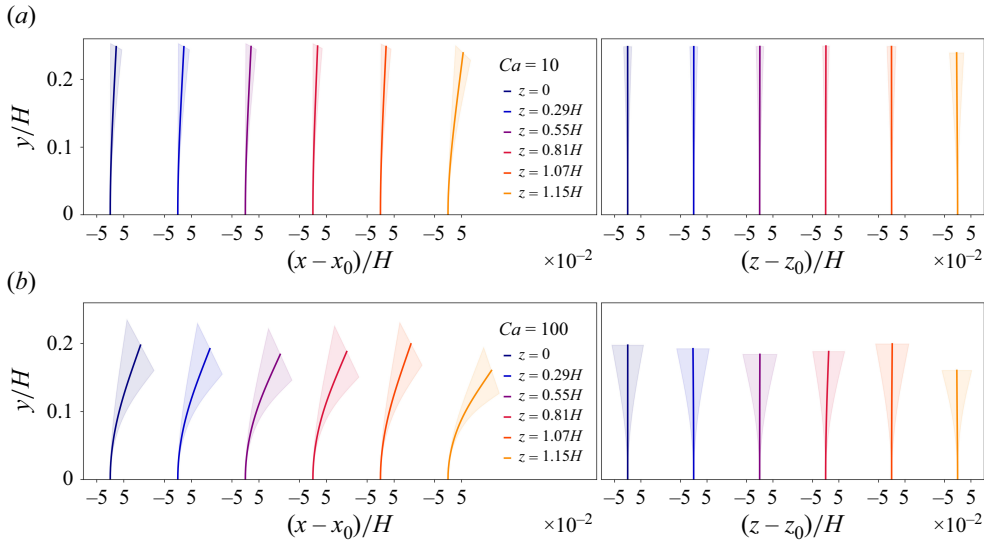 (a)
0.2
0.1
0
y/H
Ca = 10
z = 0
z = 0.29H
z = 0.55H
z = 0.81H
z = 1.07H
z = 1.15H
−5 5 −5 5 −5 5 −5 5 −5 5 −5 5
(x − x₀)/H
×10⁻²
−5 5 −5 5 −5 5 −5 5 −5 5 −5 5
(z − z₀)/H
×10⁻²
(b)
0.2
0.1
0
y/H
Ca = 100
z = 0
z = 0.29H
z = 0.55H
z = 0.81H
z = 1.07H
z = 1.15H
−5 5 −5 5 −5 5 −5 5 −5 5 −5 5
(x − x₀)/H
×10⁻²
−5 5 −5 5 −5 5 −5 5 −5 5 −5 5
(z − z₀)/H
×10⁻²